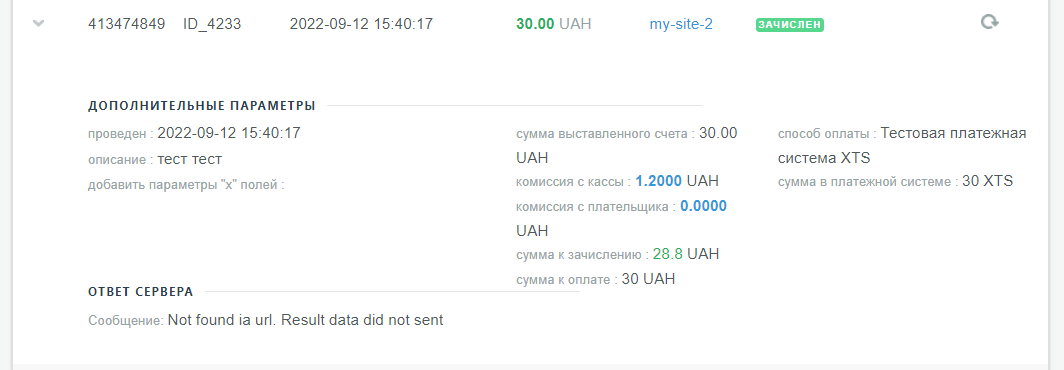 413474849 ID_4233 2022-09-12 15:40:17 30.00 UAH my-site-2 ЗАЧИСЛЕН
ДОПОЛНИТЕЛЬНЫЕ ПАРАМЕТРЫ
проведен : 2022-09-12 15:40:17
описание : тест тест
добавить параметры "x" полей :
сумма выставленного счета : 30.00
UAH
комиссия с кассы : 1.2000 UAH
комиссия с плательщика : 0.0000
UAH
сумма к зачислению : 28.8 UAH
сумма к оплате : 30 UAH
способ оплаты : Тестовая платежная
система XTS
сумма в платежной системе : 30 XTS
ОТВЕТ СЕРВЕРА
Сообщение: Not found ia url. Result data did not sent